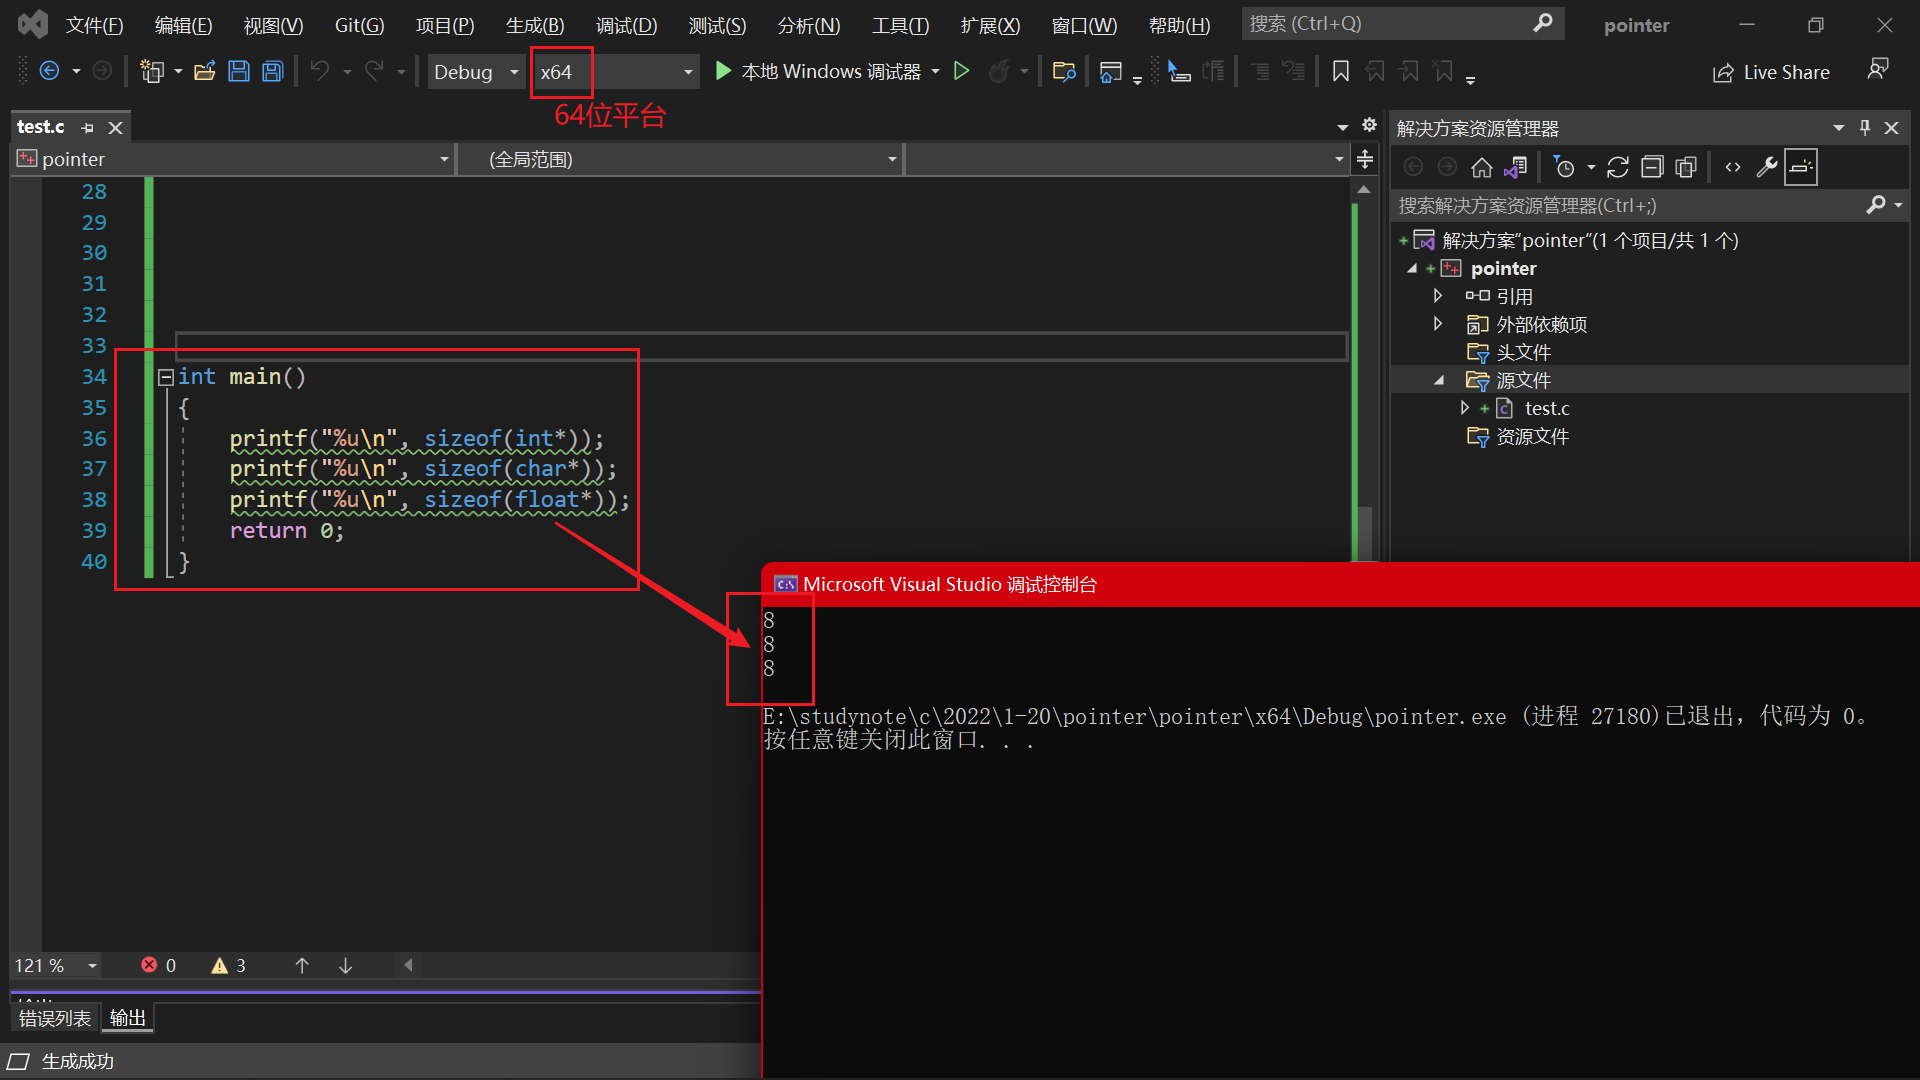 文件(F) 编辑(E) 视图(V) Git(G) 项目(P) 生成(B) 调试(D) 测试(S) 分析(N) 工具(T) 扩展(X) 窗口(W) 帮助(H) 搜索 (Ctrl+Q) pointer
Debug x64 本地 Windows 调试器 Live Share
64位平台
test.c
pointer (全局范围)
28
29
30
31
32
33
34 int main()
35 {
36 printf("%u\n", sizeof(int*));
37 printf("%u\n", sizeof(char*));
38 printf("%u\n", sizeof(float*));
39 return 0;
40 }
解决方案资源管理器
搜索解决方案资源管理器(Ctrl+;)
解决方案“pointer”(1 个项目/共 1 个)
pointer
引用
外部依赖项
头文件
源文件
test.c
资源文件
Microsoft Visual Studio 调试控制台
8
8
8
E:\studynote\c\2022\1-20\pointer\pointer\x64\Debug\pointer.exe (进程 27180)已退出，代码为 0。
按任意键关闭此窗口. . .
121 % 0 3
错误列表 输出
生成成功